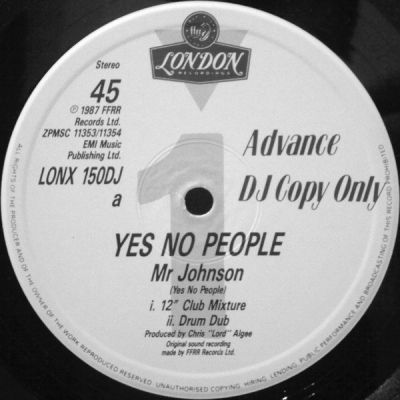 ffrr
LONDON
RECORDINGS
Stereo
45
℗ 1987 FFRR
Records Ltd.
ZPMSC 11353/11354
EMI Music
Publishing Ltd.
LONX 150DJ
a
1
Advance
DJ Copy Only
YES NO PEOPLE
Mr Johnson
(Yes No People)
i. 12" Club Mixture
ii. Drum Dub
Produced by Chris "Lord" Algee
Original sound recording
made by FFRR Records Ltd.
ALL RIGHTS OF THE PRODUCER AND OF THE OWNER OF THE WORK REPRODUCED RESERVED. UNAUTHORISED COPYING, HIRING, LENDING, PUBLIC PERFORMANCE AND BROADCASTING OF THIS RECORD PROHIBITED